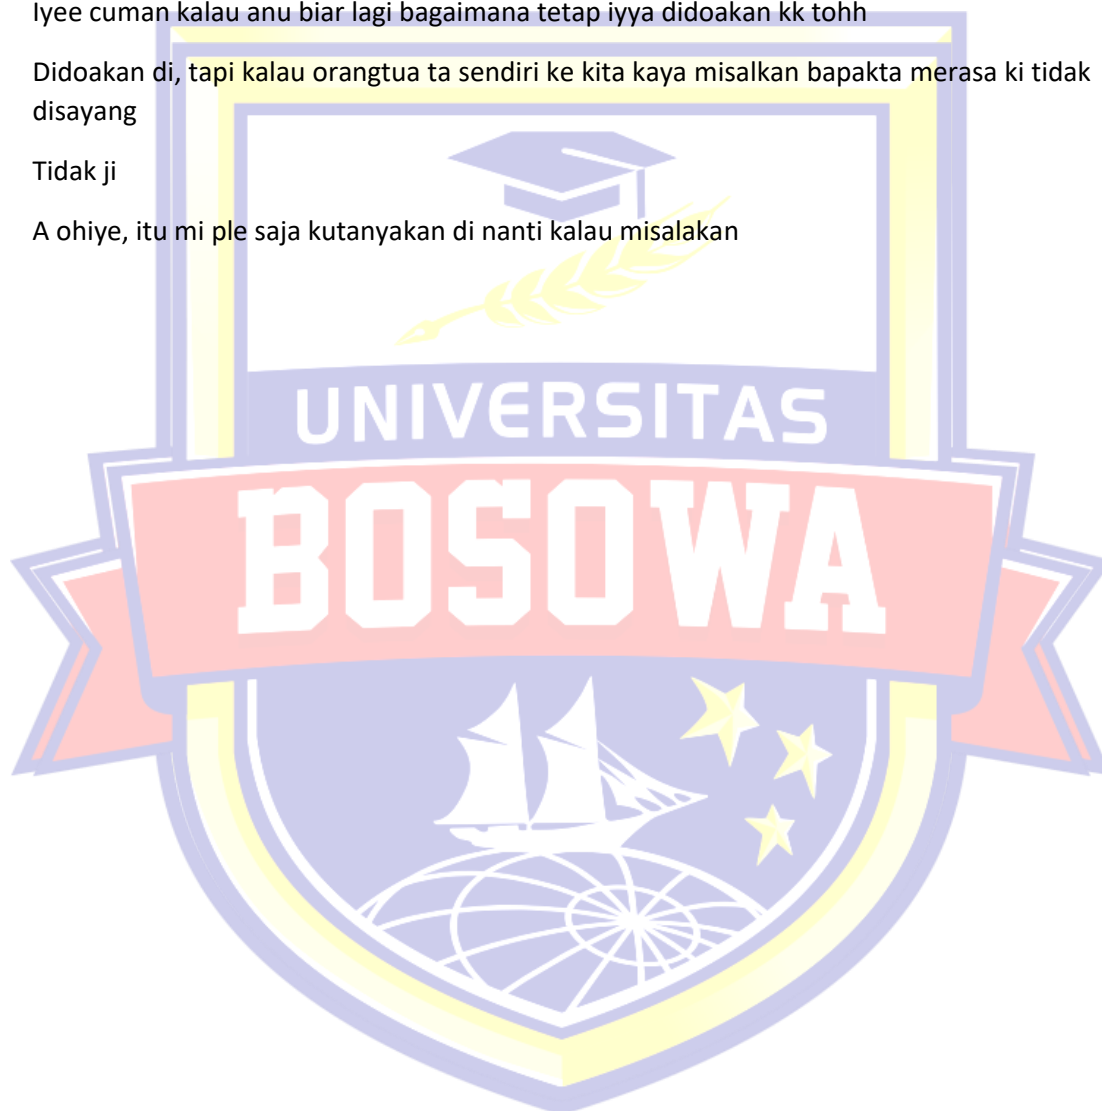 Iyee cuman kalau anu biar lagi bagaimana tetap iyya didoakan kk tohh
Didoakan di, tapi kalau orangtua ta sendiri ke kita kaya misalkan bapakta merasa ki tidak
disayang
Tidak ji
A ohiye, itu mi ple saja kutanyakan di nanti kalau misalakan
UNIVERSITAS
BOSOWA